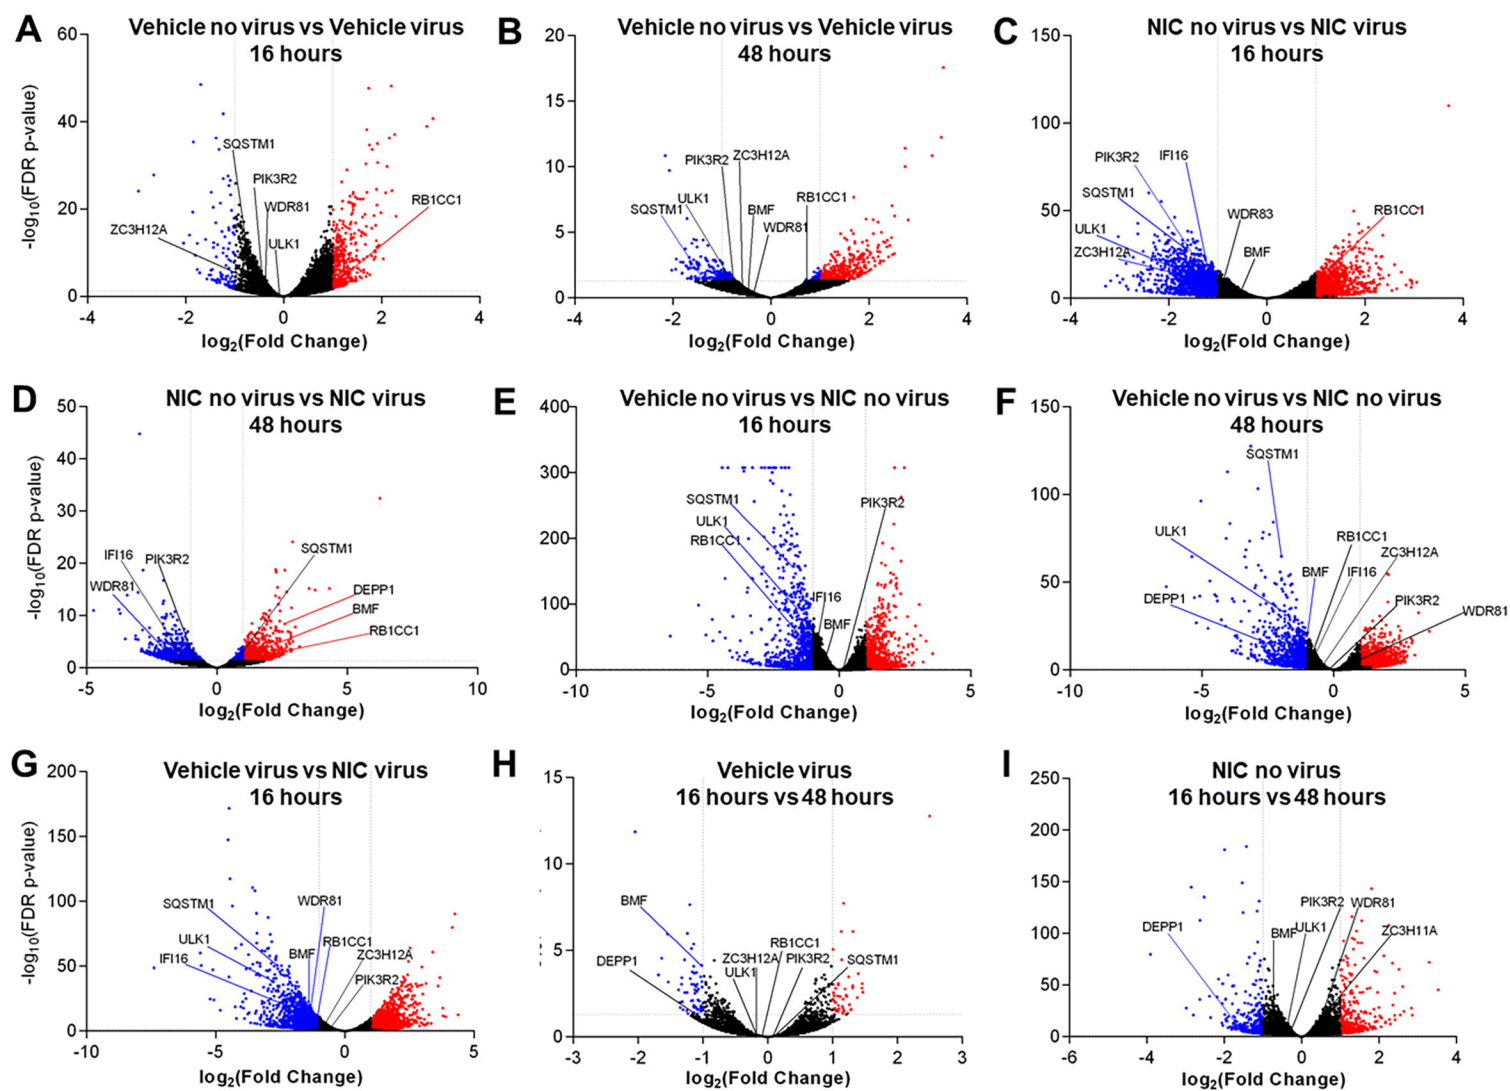 A
Vehicle no virus vs Vehicle virus
16 hours
60
40
20
0
-4
-2
0
2
4
-log10(FDR p-value)
log2(Fold Change)
SQSTM1
PIK3R2
WDR81
ULK1
ZC3H12A
RB1CC1
B
Vehicle no virus vs Vehicle virus
48 hours
20
15
10
5
0
-4
-2
0
2
4
log2(Fold Change)
PIK3R2
ZC3H12A
ULK1
SQSTM1
BMF
WDR81
RB1CC1
C
NIC no virus vs NIC virus
16 hours
150
100
50
0
-4
-2
0
2
4
log2(Fold Change)
PIK3R2
IFI16
SQSTM1
ULK1
ZC3H12A
WDR83
BMF
RB1CC1
D
NIC no virus vs NIC virus
48 hours
50
40
30
20
10
0
-5
0
5
10
-log10(FDR p-value)
log2(Fold Change)
IFI16
PIK3R2
WDR81
SQSTM1
DEPP1
BMF
RB1CC1
E
Vehicle no virus vs NIC no virus
16 hours
400
300
200
100
0
-10
-5
0
5
log2(Fold Change)
SQSTM1
ULK1
RB1CC1
PIK3R2
IFI16
BMF
F
Vehicle no virus vs NIC no virus
48 hours
150
100
50
0
-10
-5
0
5
log2(Fold Change)
SQSTM1
ULK1
DEPP1
RB1CC1
ZC3H12A
BMF
IFI16
PIK3R2
WDR81
G
Vehicle virus vs NIC virus
16 hours
200
150
100
50
0
-10
-5
0
5
-log10(FDR p-value)
log2(Fold Change)
SQSTM1
WDR81
ULK1
IFI16
BMF
RB1CC1
ZC3H12A
PIK3R2
H
Vehicle virus
16 hours vs 48 hours
15
10
5
0
-3
-2
-1
0
1
2
3
log2(Fold Change)
BMF
DEPP1
RB1CC1
ZC3H12A
PIK3R2
ULK1
SQSTM1
I
NIC no virus
16 hours vs 48 hours
250
200
150
100
50
0
-6
-4
-2
0
2
4
log2(Fold Change)
DEPP1
PIK3R2
WDR81
BMF
ULK1
ZC3H11A